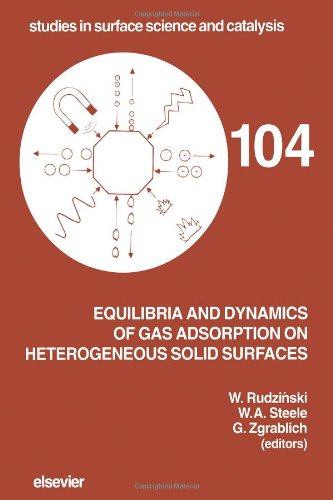 studies in surface science and catalysis
104
EQUILIBRIA AND DYNAMICS
OF GAS ADSORPTION ON
HETEROGENEOUS SOLID SURFACES
W. Rudziński
W.A. Steele
G. Zgrablich
(editors)
elsevier